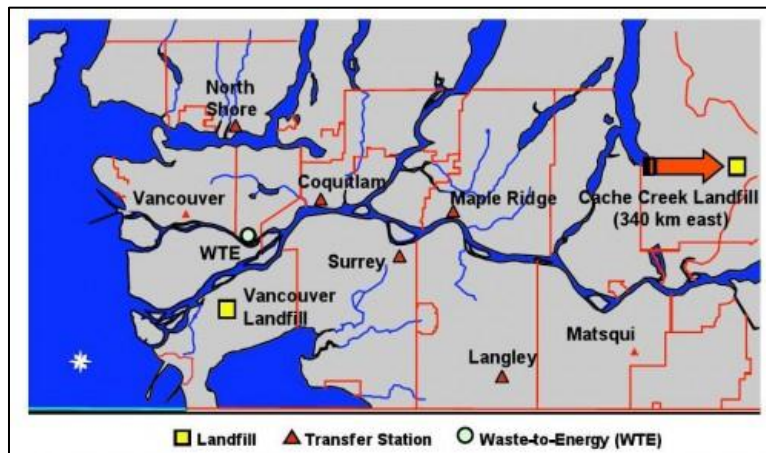 North
Shore
Vancouver
Coquitlam
Maple Ridge
Cache Creek Landfill
(340 km east)
WTE
Surrey
Vancouver
Landfill
Matsqui
Langley
Landfill
Transfer Station
Waste-to-Energy (WTE)